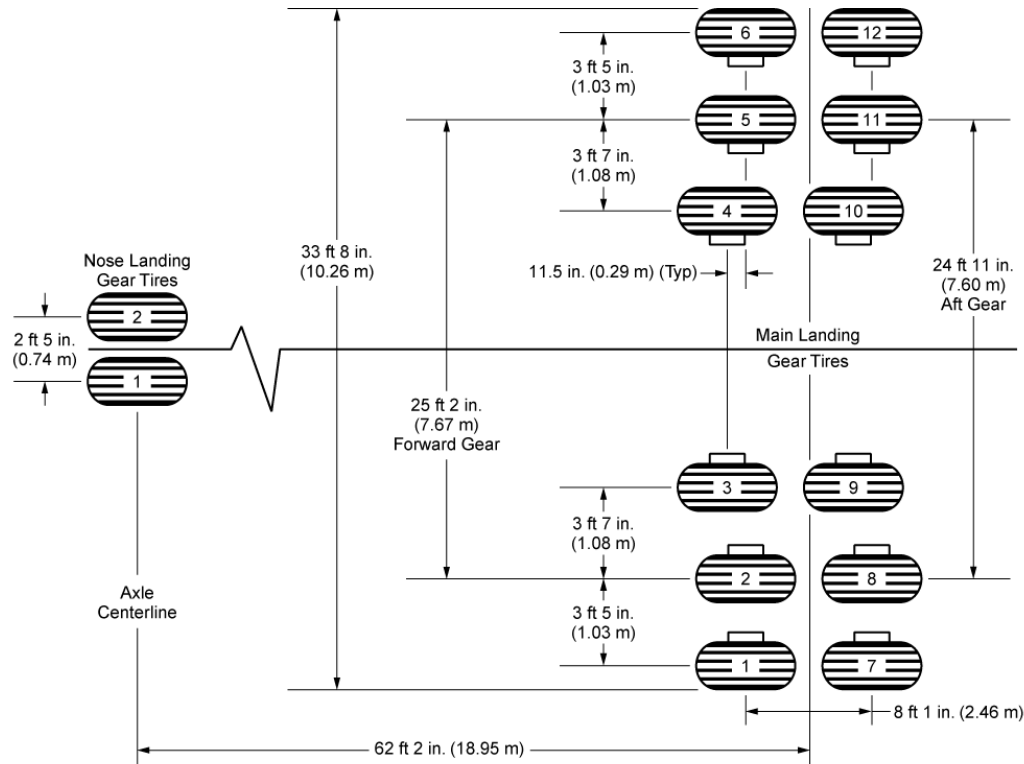 6
12
3 ft 5 in.
(1.03 m)
5
11
3 ft 7 in.
(1.08 m)
4
10
33 ft 8 in.
(10.26 m)
Nose Landing
Gear Tires
11.5 in. (0.29 m) (Typ)
24 ft 11 in.
(7.60 m)
Aft Gear
2
2 ft 5 in.
(0.74 m)
1
Main Landing
Gear Tires
25 ft 2 in.
(7.67 m)
Forward Gear
3
9
3 ft 7 in.
(1.08 m)
2
8
Axle
Centerline
3 ft 5 in.
(1.03 m)
1
7
8 ft 1 in. (2.46 m)
62 ft 2 in. (18.95 m)